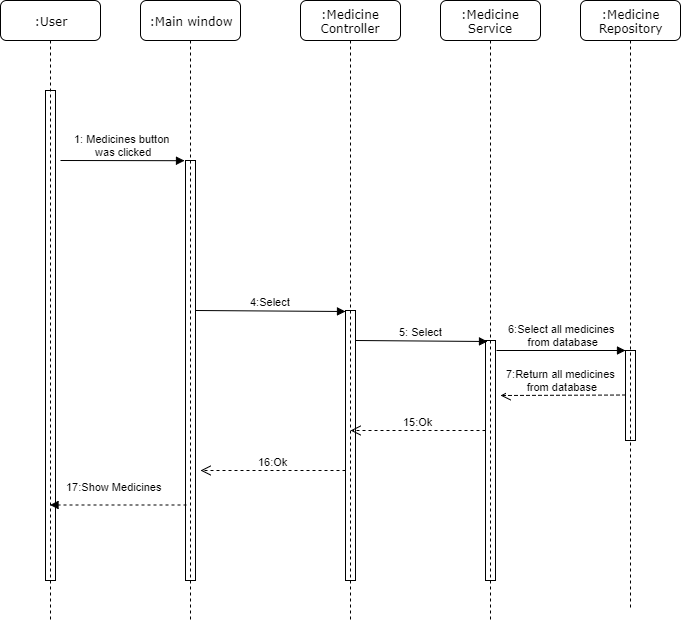 :User
:Main window
:Medicine
Controller
:Medicine
Service
:Medicine
Repository
1: Medicines button
was clicked
4:Select
5: Select
6:Select all medicines
from database
7:Return all medicines
from database
15:Ok
16:Ok
17:Show Medicines